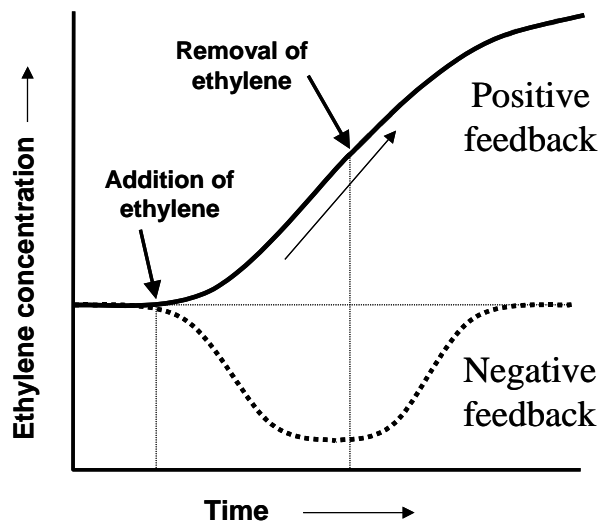 Removal of
ethylene
Positive
feedback
Addition of
ethylene
Ethylene concentration
Negative
feedback
Time